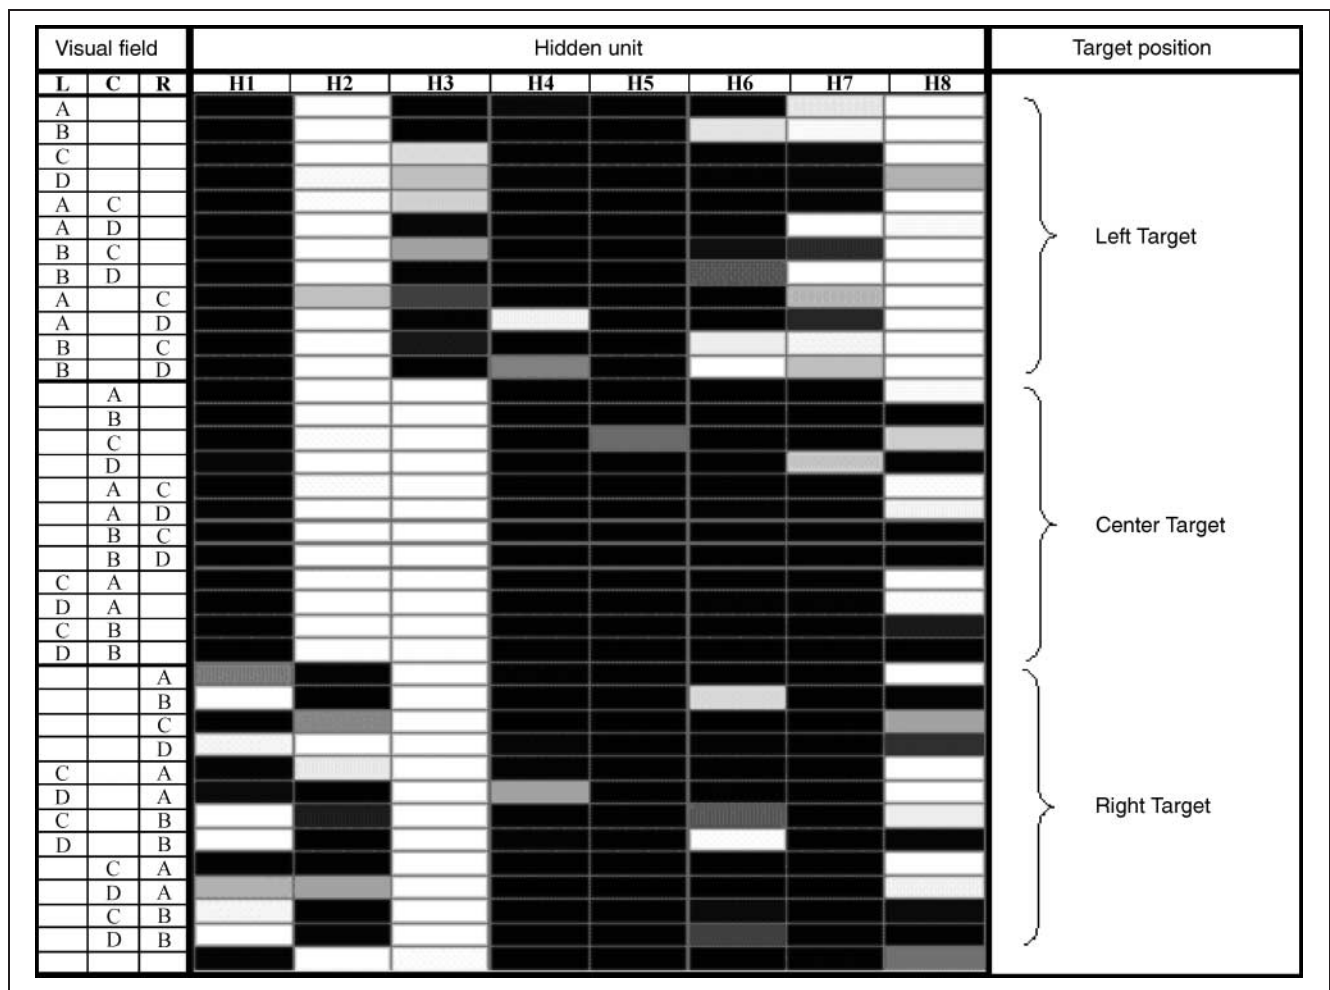 Visual field Hidden unit Target position
L C R H1 H2 H3 H4 H5 H6 H7 H8
A
B
C
D
A C
A D
B C
B D
A C
A D
B C
B D
Left Target
A
B
C
D
A C
A D
B C
B D
C A
D A
C B
D B
Center Target
A
B
C
D
C A
D A
C B
D B
C A
D A
C B
D B
Right Target